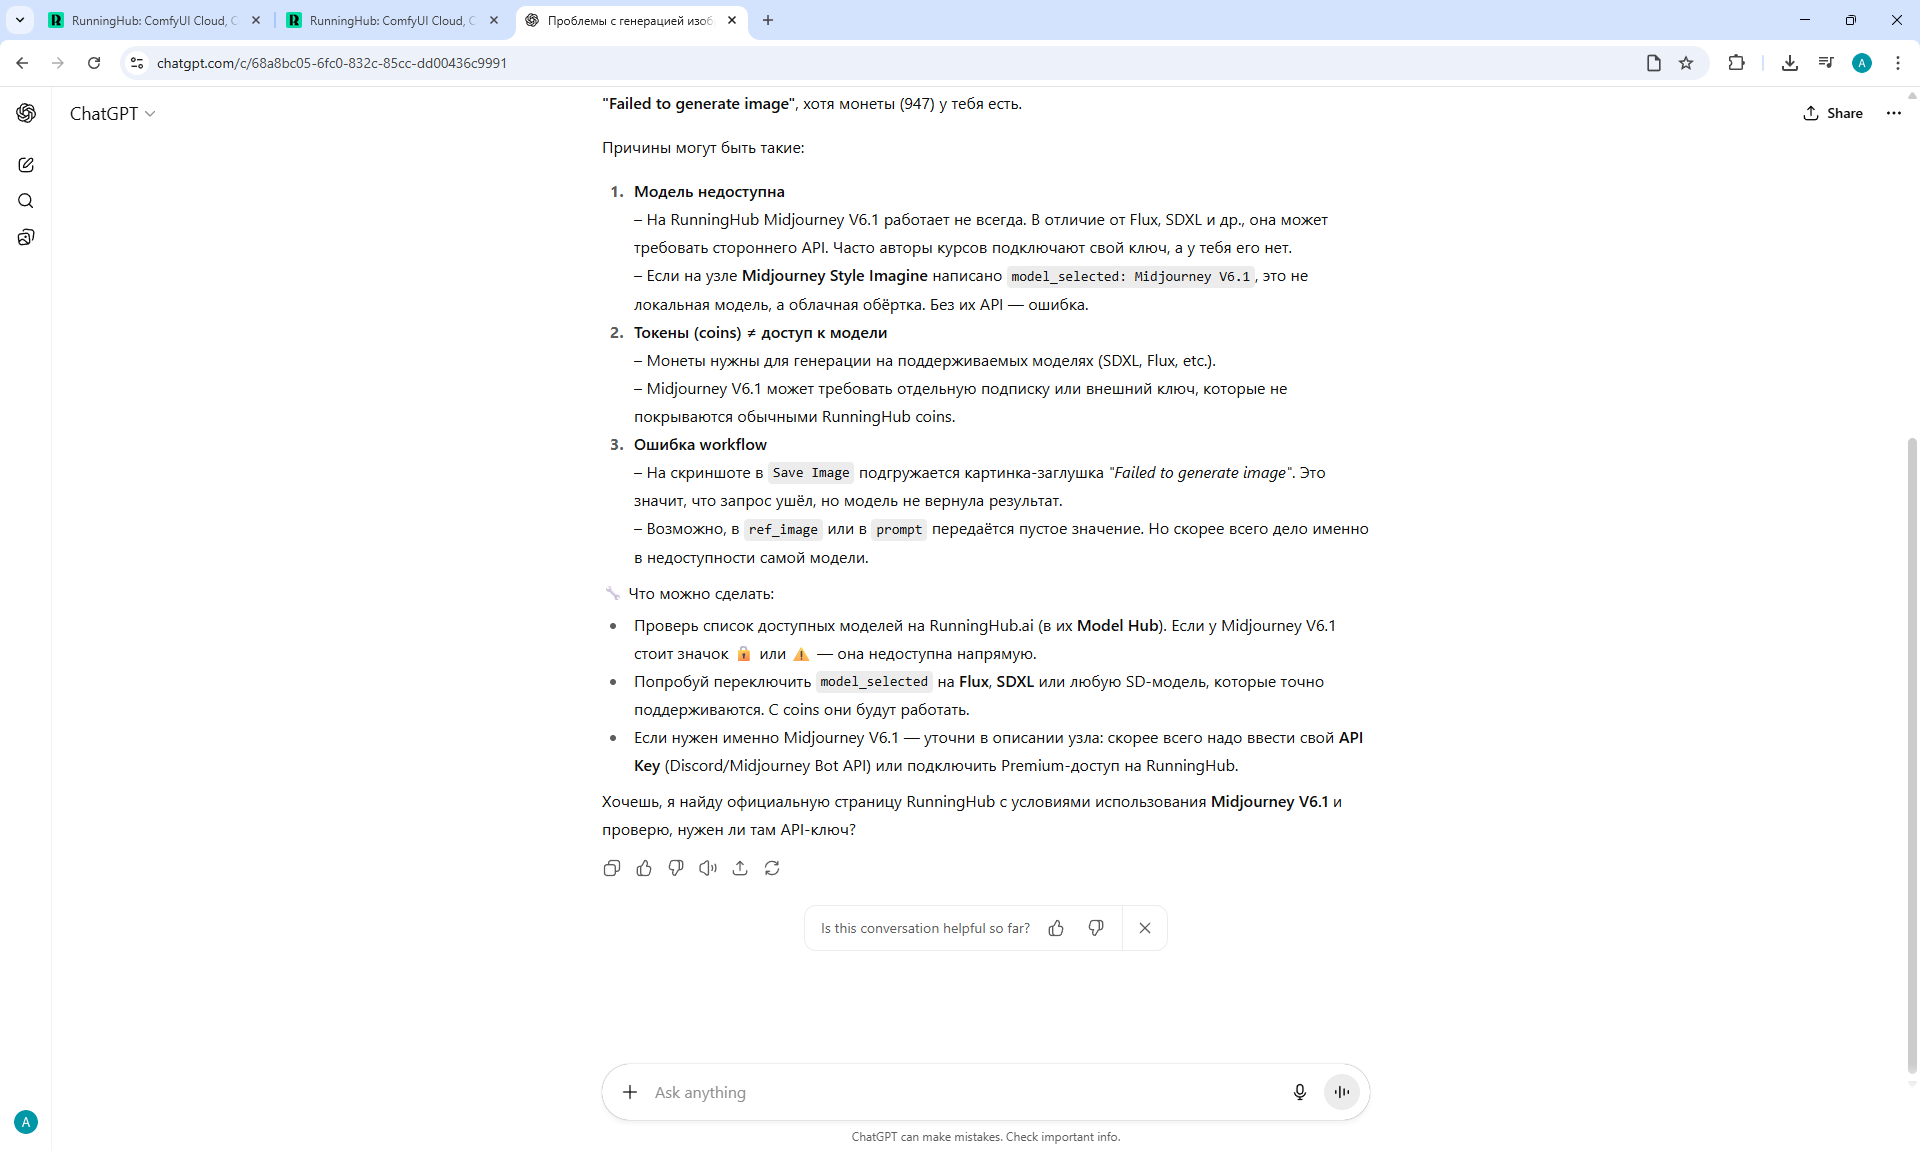 RunningHub: ComfyUI Cloud, C
RunningHub: ComfyUI Cloud, C
Проблемы с генерацией изоб
chatgpt.com/c/68a8bc05-6fc0-832c-85cc-dd00436c9991
A
ChatGPT
Share
"Failed to generate image", хотя монеты (947) у тебя есть.
Причины могут быть такие:
1. Модель недоступна
– На RunningHub Midjourney V6.1 работает не всегда. В отличие от Flux, SDXL и др., она может
требовать стороннего API. Часто авторы курсов подключают свой ключ, а у тебя его нет.
– Если на узле Midjourney Style Imagine написано model_selected: Midjourney V6.1, это не
локальная модель, а облачная обёртка. Без их API — ошибка.
2. Токены (coins) ≠ доступ к модели
– Монеты нужны для генерации на поддерживаемых моделях (SDXL, Flux, etc.).
– Midjourney V6.1 может требовать отдельную подписку или внешний ключ, которые не
покрываются обычными RunningHub coins.
3. Ошибка workflow
– На скриншоте в Save Image подгружается картинка-заглушка "Failed to generate image". Это
значит, что запрос ушёл, но модель не вернула результат.
– Возможно, в ref_image или в prompt передаётся пустое значение. Но скорее всего дело именно
в недоступности самой модели.
🔧 Что можно сделать:
• Проверь список доступных моделей на RunningHub.ai (в их Model Hub). Если у Midjourney V6.1
стоит значок 🔒 или ⚠️ — она недоступна напрямую.
• Попробуй переключить model_selected на Flux, SDXL или любую SD-модель, которые точно
поддерживаются. С coins они будут работать.
• Если нужен именно Midjourney V6.1 — уточни в описании узла: скорее всего надо ввести свой API
Key (Discord/Midjourney Bot API) или подключить Premium-доступ на RunningHub.
Хочешь, я найду официальную страницу RunningHub с условиями использования Midjourney V6.1 и
проверю, нужен ли там API-ключ?
Is this conversation helpful so far?
Ask anything
A
ChatGPT can make mistakes. Check important info.